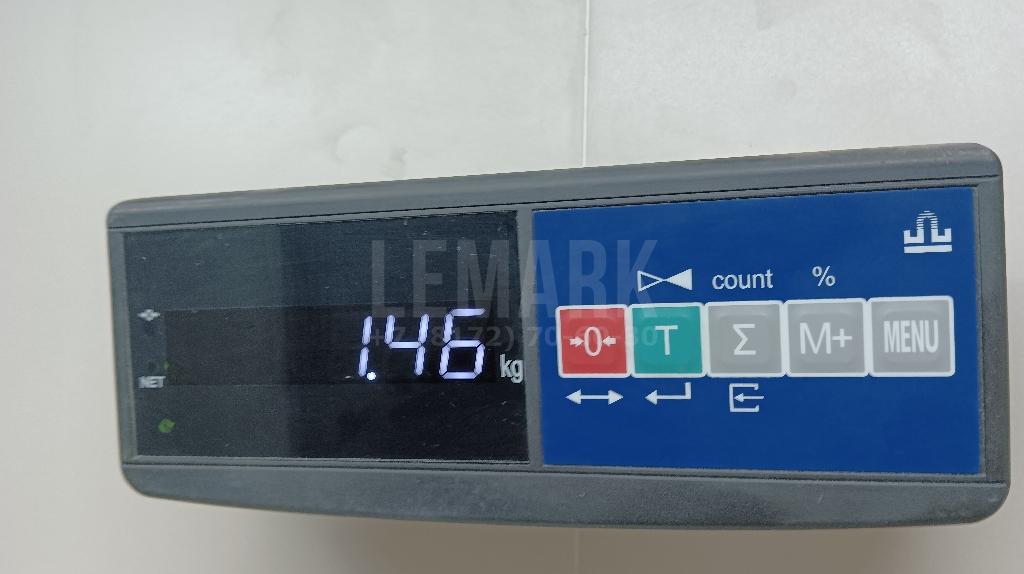 LEMARK
count %
1.46 kg
→0← T Σ M+ MENU
NET